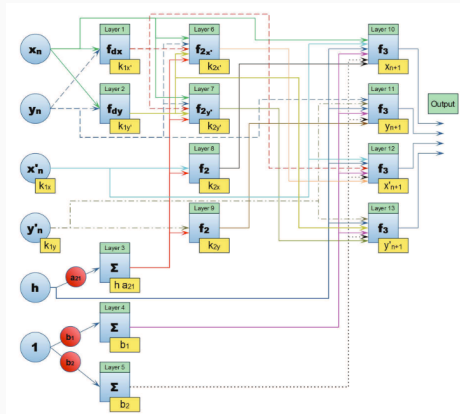 Layer 1
Layer 6
Layer 10
xn
fdx
f2x'
f3
k1x'
k2x'
xn+1
Layer 2
Layer 7
Layer 11
Output
yn
fdy
f2y'
f3
k1y'
k2y'
yn+1
Layer 8
Layer 12
x'n
f2
f3
k1x
k2x
x'n+1
Layer 9
Layer 13
y'n
f2
f3
k1y
k2y
y'n+1
Layer 3
h
a21
Σ
h a21
Layer 4
1
b1
Σ
b1
Layer 5
b2
Σ
b2